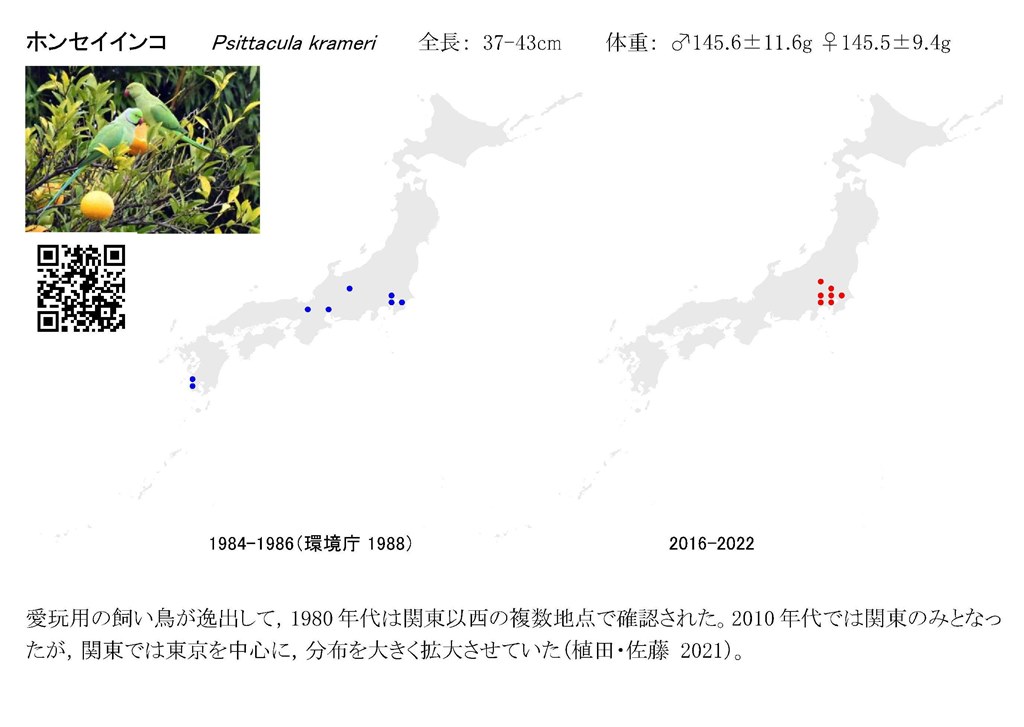 ホンセイインコ Psittacula krameri 全長： 37-43cm 体重： ♂145.6±11.6g ♀145.5±9.4g
1984-1986（環境庁 1988） 2016-2022
愛玩用の飼い鳥が逸出して，1980 年代は関東以西の複数地点で確認された。2010 年代では関東のみとなっ
たが，関東では東京を中心に，分布を大きく拡大させていた（植田・佐藤 2021）。